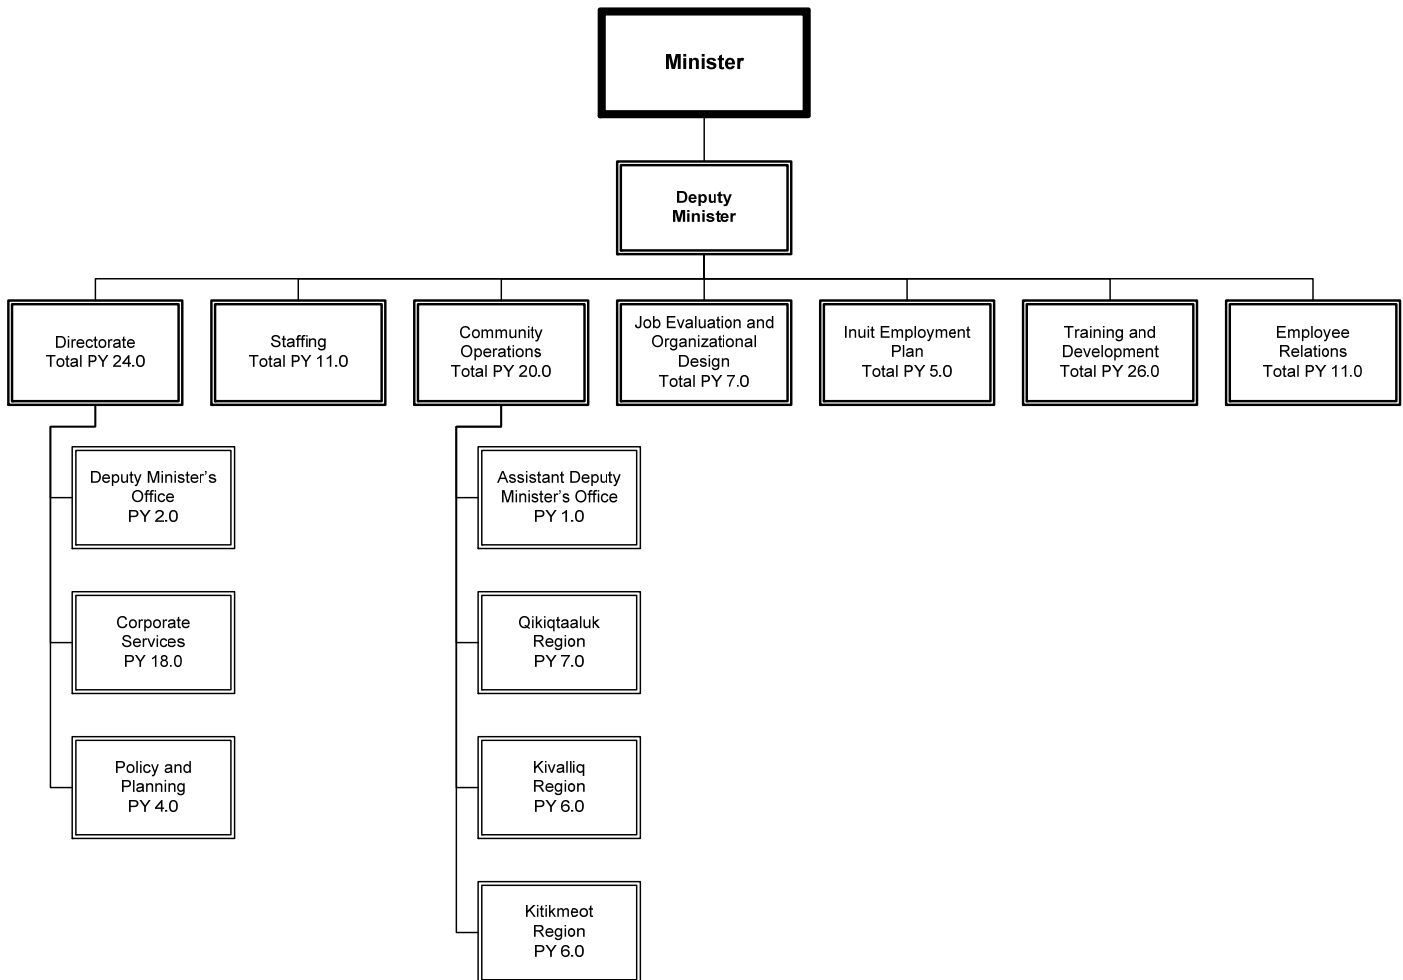 Minister
Deputy
Minister
Directorate
Total PY 24.0
Staffing
Total PY 11.0
Community
Operations
Total PY 20.0
Job Evaluation and
Organizational
Design
Total PY 7.0
Inuit Employment
Plan
Total PY 5.0
Training and
Development
Total PY 26.0
Employee
Relations
Total PY 11.0
Deputy Minister’s
Office
PY 2.0
Corporate
Services
PY 18.0
Policy and
Planning
PY 4.0
Assistant Deputy
Minister’s Office
PY 1.0
Qikiqtaaluk
Region
PY 7.0
Kivalliq
Region
PY 6.0
Kitikmeot
Region
PY 6.0